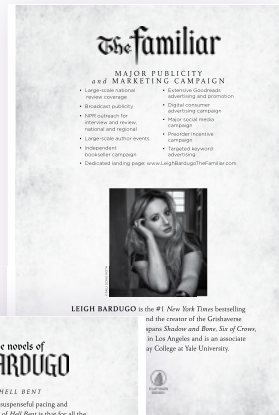 The Familiar
MAJOR PUBLICITY
and MARKETING CAMPAIGN
• Large-scale national
review coverage
• Broadcast publicity
• NPR outreach for
interview and review,
national and regional
• Large-scale author events
• Independent
bookseller campaign
• Extensive Goodreads
advertising and promotion
• Digital consumer
advertising campaign
• Major social media
campaign
• Preorder incentive
campaign
• Targeted keyword
advertising
• Dedicated landing page: www.LeighBardugoTheFamiliar.com
LEIGH BARDUGO is the #1 New York Times bestselling
nd the creator of the Grishaverse
spans Shadow and Bone, Six of Crows,
in Los Angeles and is an associate
ay College at Yale University.
e novels of
ARDUGO
HELL BENT
suspenseful pacing and
of Hell Bent is that for all the